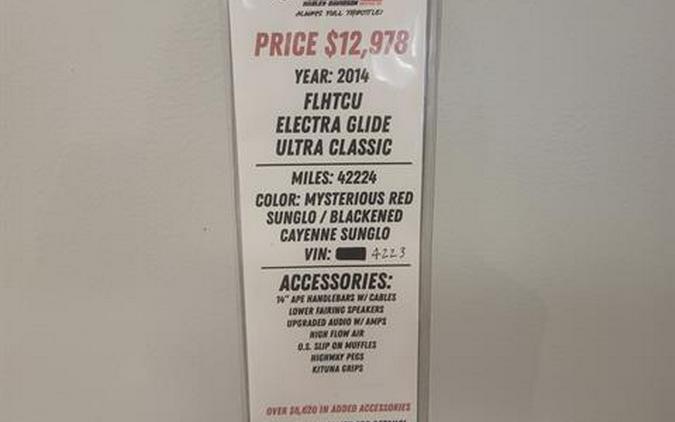 HARLEY-DAVIDSON
ALWAYS FULL THROTTLE!
PRICE $12,978
YEAR: 2014
FLHTCU
ELECTRA GLIDE
ULTRA CLASSIC
MILES: 42224
COLOR: MYSTERIOUS RED
SUNGLO / BLACKENED
CAYENNE SUNGLO
VIN: 4223
ACCESSORIES:
14" APE HANDLEBARS W/ CABLES
LOWER FAIRING SPEAKERS
UPGRADED AUDIO W/ AMPS
HIGH FLOW AIR
O.S. SLIP ON MUFFLES
HIGHWAY PEGS
KITUNA GRIPS
OVER $6,620 IN ADDED ACCESSORIES